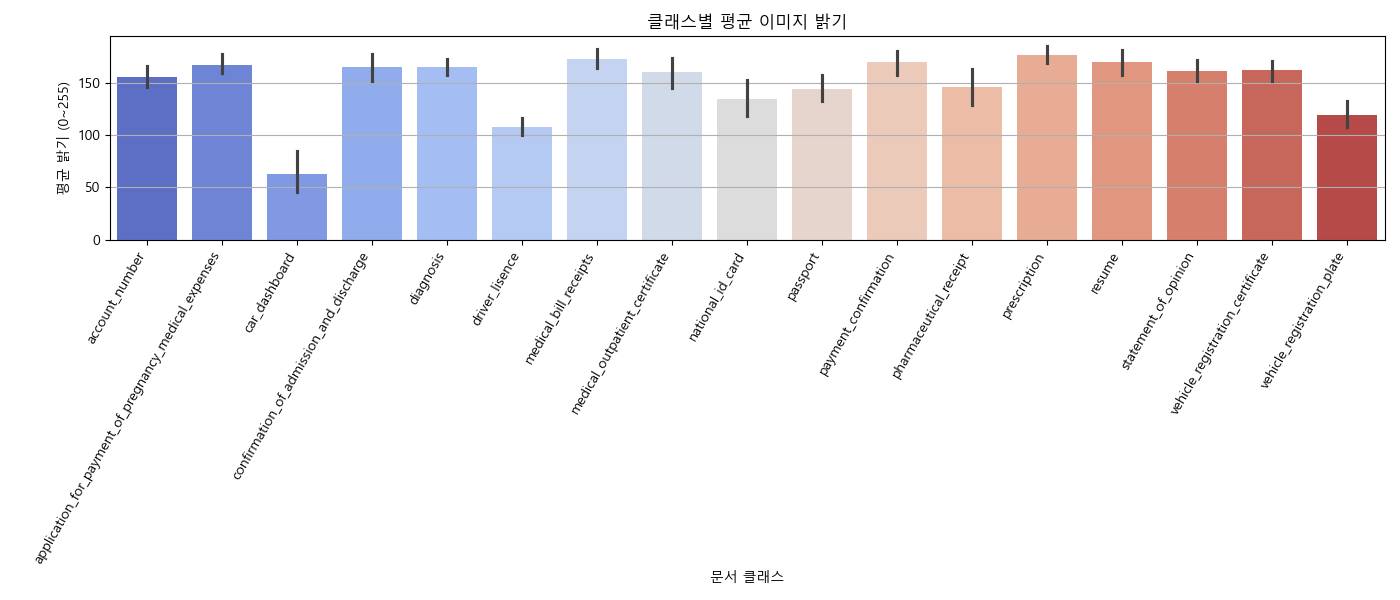 클래스별 평균 이미지 밝기
평균 밝기 (0~255)
150
100
50
0
account_number
application_for_payment_of_pregnancy_medical_expenses
car_dashboard
confirmation_of_admission_and_discharge
diagnosis
driver_lisence
medical_bill_receipts
medical_outpatient_certificate
national_id_card
passport
payment_confirmation
pharmaceutical_receipt
prescription
resume
statement_of_opinion
vehicle_registration_certificate
vehicle_registration_plate
문서 클래스